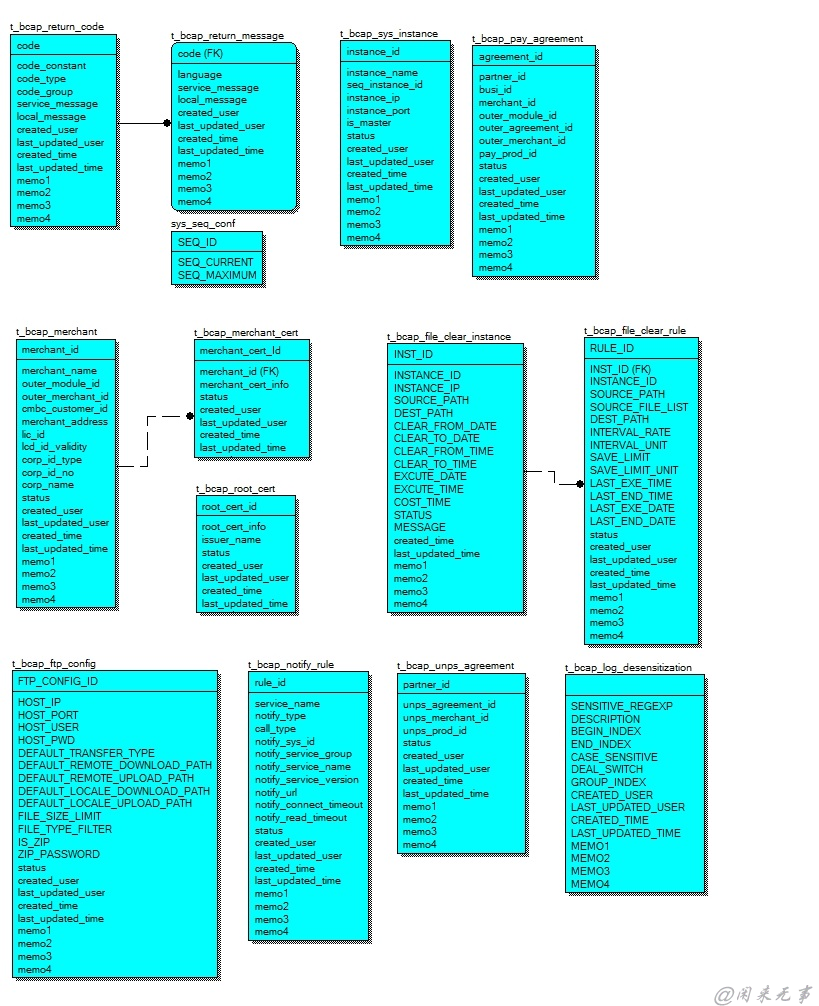 t_bcap_return_code
code
code_constant
code_type
code_group
service_message
local_message
created_user
last_updated_user
created_time
last_updated_time
memo1
memo2
memo3
memo4
t_bcap_return_message
code (FK)
language
service_message
local_message
created_user
last_updated_user
created_time
last_updated_time
memo1
memo2
memo3
memo4
sys_seq_conf
SEQ_ID
SEQ_CURRENT
SEQ_MAXIMUM
t_bcap_sys_instance
instance_id
instance_name
seq_instance_id
instance_ip
instance_port
is_master
status
created_user
last_updated_user
created_time
last_updated_time
memo1
memo2
memo3
memo4
t_bcap_pay_agreement
agreement_id
partner_id
busi_id
merchant_id
outer_module_id
outer_agreement_id
outer_merchant_id
pay_prod_id
status
created_user
last_updated_user
created_time
last_updated_time
memo1
memo2
memo3
memo4
t_bcap_merchant
merchant_id
merchant_name
outer_module_id
outer_merchant_id
cmbc_customer_id
merchant_address
lic_id
lcd_id_validity
corp_id_type
corp_id_no
corp_name
status
created_user
last_updated_user
created_time
last_updated_time
memo1
memo2
memo3
memo4
t_bcap_merchant_cert
merchant_cert_Id
merchant_id (FK)
merchant_cert_info
status
created_user
last_updated_user
created_time
last_updated_time
t_bcap_root_cert
root_cert_id
root_cert_info
issuer_name
status
created_user
last_updated_user
created_time
last_updated_time
t_bcap_file_clear_instance
INST_ID
INSTANCE_ID
INSTANCE_IP
SOURCE_PATH
DEST_PATH
CLEAR_FROM_DATE
CLEAR_TO_DATE
CLEAR_FROM_TIME
CLEAR_TO_TIME
EXCUTE_DATE
EXCUTE_TIME
COST_TIME
STATUS
MESSAGE
created_time
last_updated_time
memo1
memo2
memo3
memo4
t_bcap_file_clear_rule
RULE_ID
INST_ID (FK)
INSTANCE_ID
SOURCE_PATH
SOURCE_FILE_LIST
DEST_PATH
INTERVAL_RATE
INTERVAL_UNIT
SAVE_LIMIT
SAVE_LIMIT_UNIT
LAST_EXE_TIME
LAST_END_TIME
LAST_EXE_DATE
LAST_END_DATE
status
created_user
last_updated_user
created_time
last_updated_time
memo1
memo2
memo3
memo4
t_bcap_ftp_config
FTP_CONFIG_ID
HOST_IP
HOST_PORT
HOST_USER
HOST_PWD
DEFAULT_TRANSFER_TYPE
DEFAULT_REMOTE_DOWNLOAD_PATH
DEFAULT_REMOTE_UPLOAD_PATH
DEFAULT_LOCALE_DOWNLOAD_PATH
DEFAULT_LOCALE_UPLOAD_PATH
FILE_SIZE_LIMIT
FILE_TYPE_FILTER
IS_ZIP
ZIP_PASSWORD
status
created_user
last_updated_user
created_time
last_updated_time
memo1
memo2
memo3
memo4
t_bcap_notify_rule
rule_id
service_name
notify_type
call_type
notify_sys_id
notify_service_group
notify_service_name
notify_service_version
notify_url
notify_connect_timeout
notify_read_timeout
status
created_user
last_updated_user
created_time
last_updated_time
memo1
memo2
memo3
memo4
t_bcap_unps_agreement
partner_id
unps_agreement_id
unps_merchant_id
unps_prod_id
status
created_user
last_updated_user
created_time
last_updated_time
memo1
memo2
memo3
memo4
t_bcap_log_desensitization
SENSITIVE_REGEXP
DESCRIPTION
BEGIN_INDEX
END_INDEX
CASE_SENSITIVE
DEAL_SWITCH
GROUP_INDEX
CREATED_USER
LAST_UPDATED_USER
CREATED_TIME
LAST_UPDATED_TIME
MEMO1
MEMO2
MEMO3
MEMO4
@闲来无事